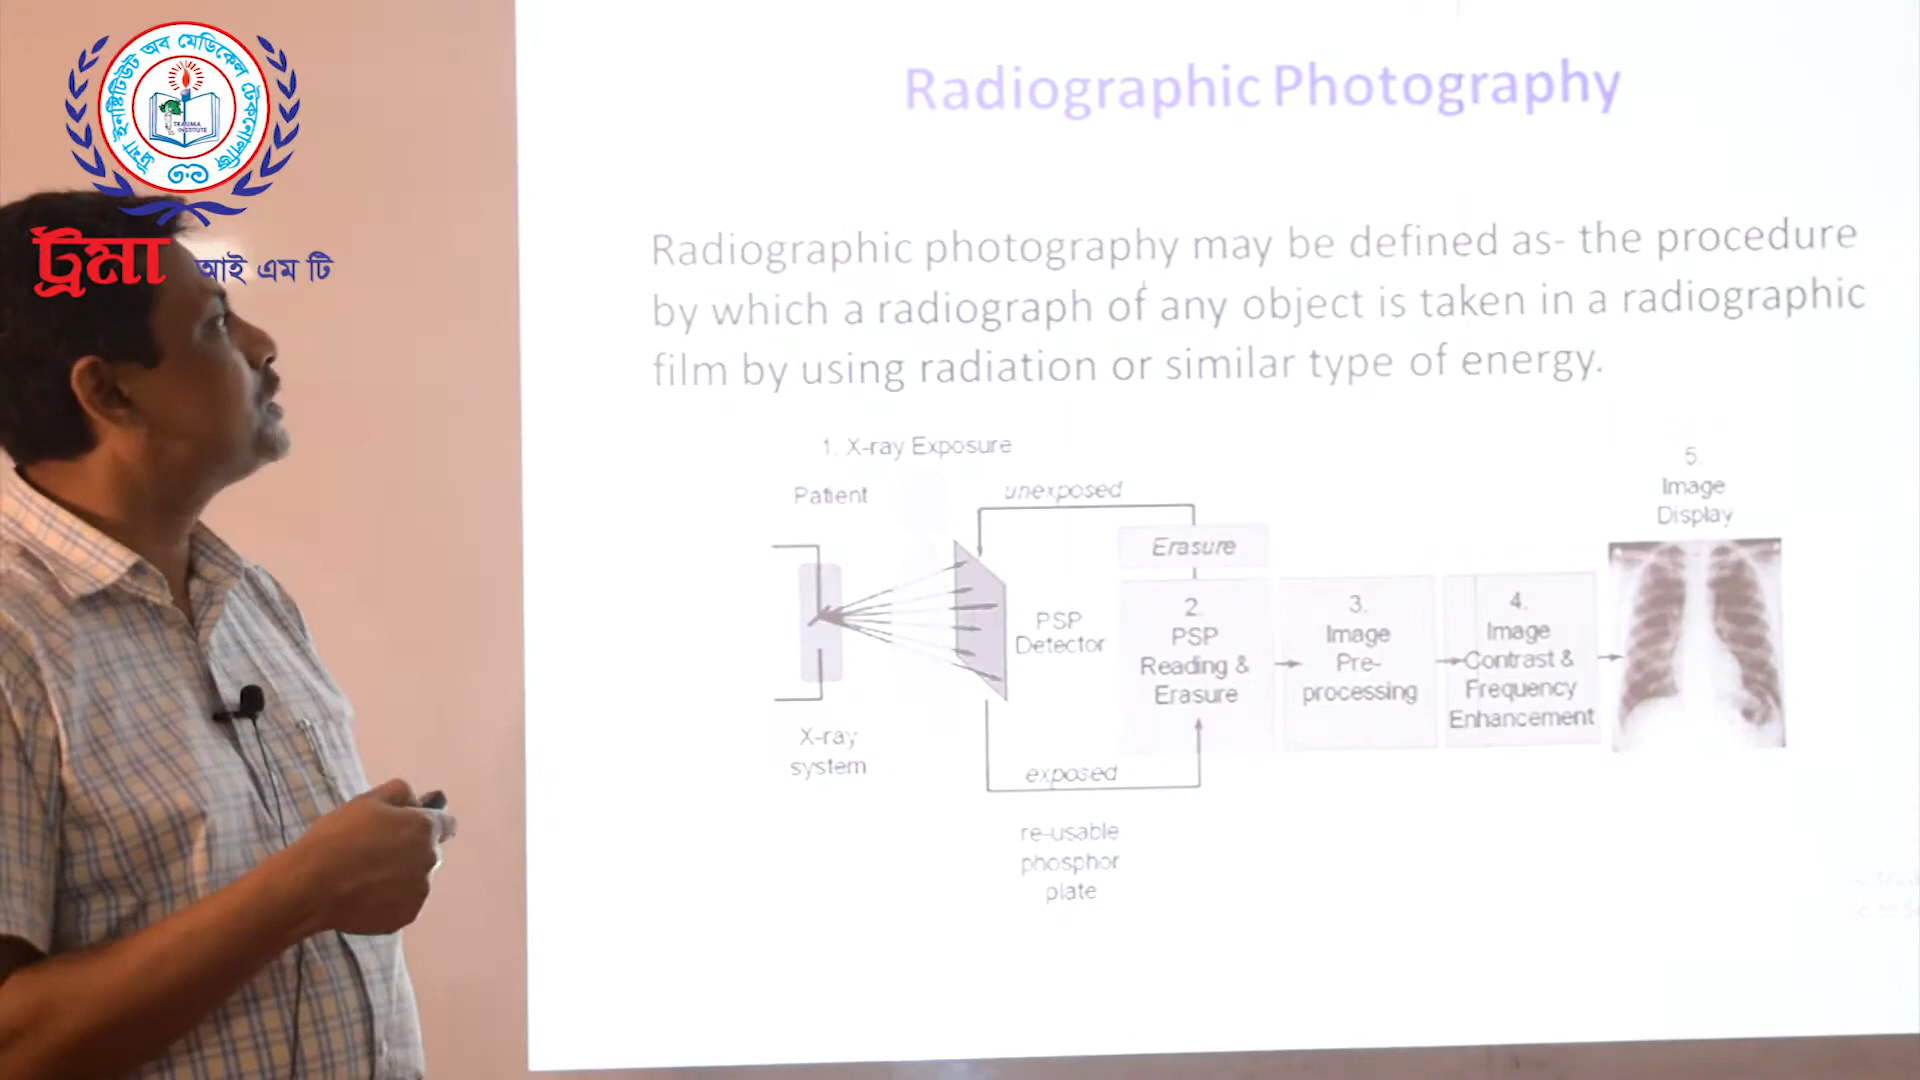 ট্রমা ইনষ্টিটিউট অব মেডিকেল টেকনোলজি
TRAUMA
INSTITUTE
ট্রমা আই এম টি
Radiographic Photography
Radiographic photography may be defined as- the procedure
by which a radiograph of any object is taken in a radiographic
film by using radiation or similar type of energy.
1. X-ray Exposure
Patient
unexposed
Erasure
PSP
Detector
2.
PSP
Reading &
Erasure
3.
Image
Pre-
processing
4.
Image
Contrast &
Frequency
Enhancement
5.
Image
Display
X-ray
system
exposed
re-usable
phosphor
plate